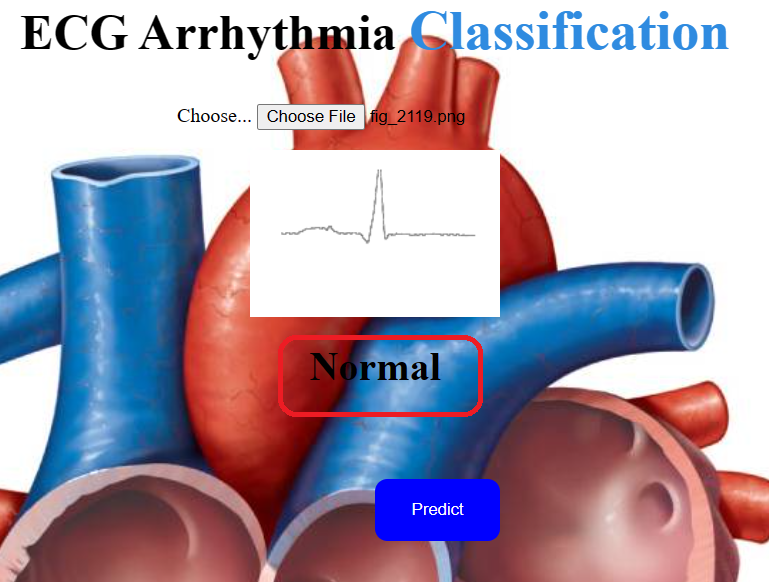 ECG Arrhythmia Classification
Choose... Choose File fig_2119.png
Normal
Predict